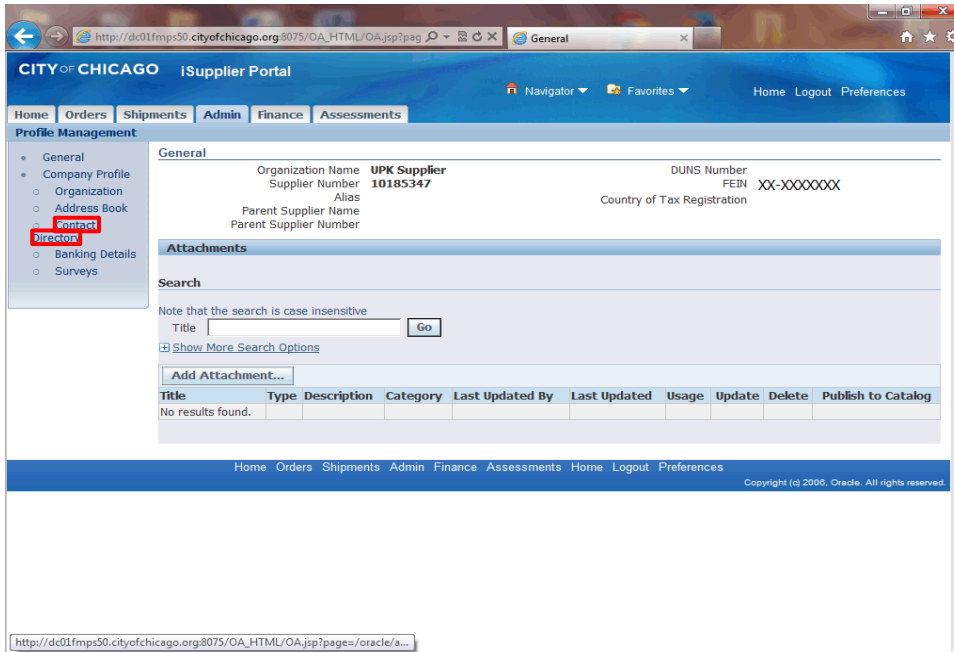 http://dc01fmps50.cityofchicago.org:8075/OA_HTML/OA.jsp?pag
General
CITY OF CHICAGO iSupplier Portal
Navigator Favorites Home Logout Preferences
Home Orders Shipments Admin Finance Assessments
Profile Management
General
Company Profile
Organization
Address Book
Contact
Directory
Banking Details
Surveys
General
Organization Name UPK Supplier
Supplier Number 10185347
Alias
Parent Supplier Name
Parent Supplier Number
DUNS Number
FEIN XX-XXXXXXX
Country of Tax Registration
Attachments
Search
Note that the search is case insensitive
Title Go
Show More Search Options
Add Attachment...
Title Type Description Category Last Updated By Last Updated Usage Update Delete Publish to Catalog
No results found.
Home Orders Shipments Admin Finance Assessments Home Logout Preferences
Copyright (c) 2006, Oracle. All rights reserved.
http://dc01fmps50.cityofchicago.org:8075/OA_HTML/OA.jsp?page=/oracle/a...